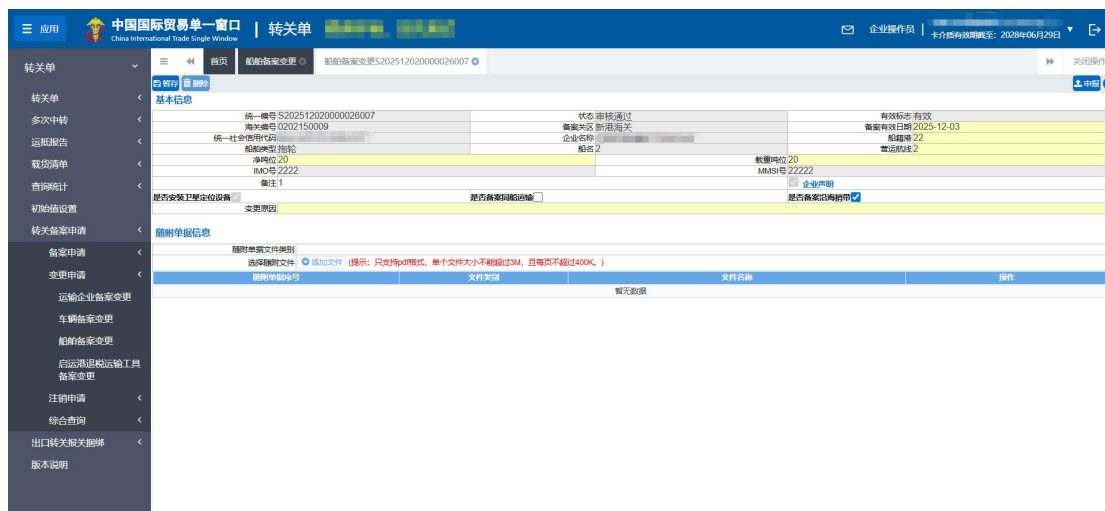 应用 中国国际贸易单一窗口 | 转关单 企业操作员 |
China International Trade Single Window 卡介质有效期截至：2028年06月29日
转关单 首页 船舶备案变更 船舶备案变更S202512020000026007 关闭操作
暂存 删除 申报
基本信息
统一编号 S202512020000026007 状态 审核通过 有效标志 有效
海关编号 0202150009 备案关区 新港海关 备案有效日期 2025-12-03
统一社会信用代码 企业名称 船籍港 22
船舶类型 拖轮 船名 2 营运航线 2
净吨位 20 载重吨位 20
IMO号 2222 MMSI号 22222
备注 1 企业声明
是否安装卫星定位设备 是否备案同船运输 是否备案沿海捎带
变更原因
随附单据信息
随附单据文件类别
选择随附文件 添加文件 (提示：只支持pdf格式，单个文件大小不能超过3M，且每页不超过400K。)
随附单据序号 文件类别 文件名称 操作
暂无数据
转关单
多次中转
运抵报告
载货清单
查询统计
初始值设置
转关备案申请
备案申请
变更申请
运输企业备案变更
车辆备案变更
船舶备案变更
启运港退税运输工具
备案变更
注销申请
综合查询
出口转关报关捆绑
版本说明